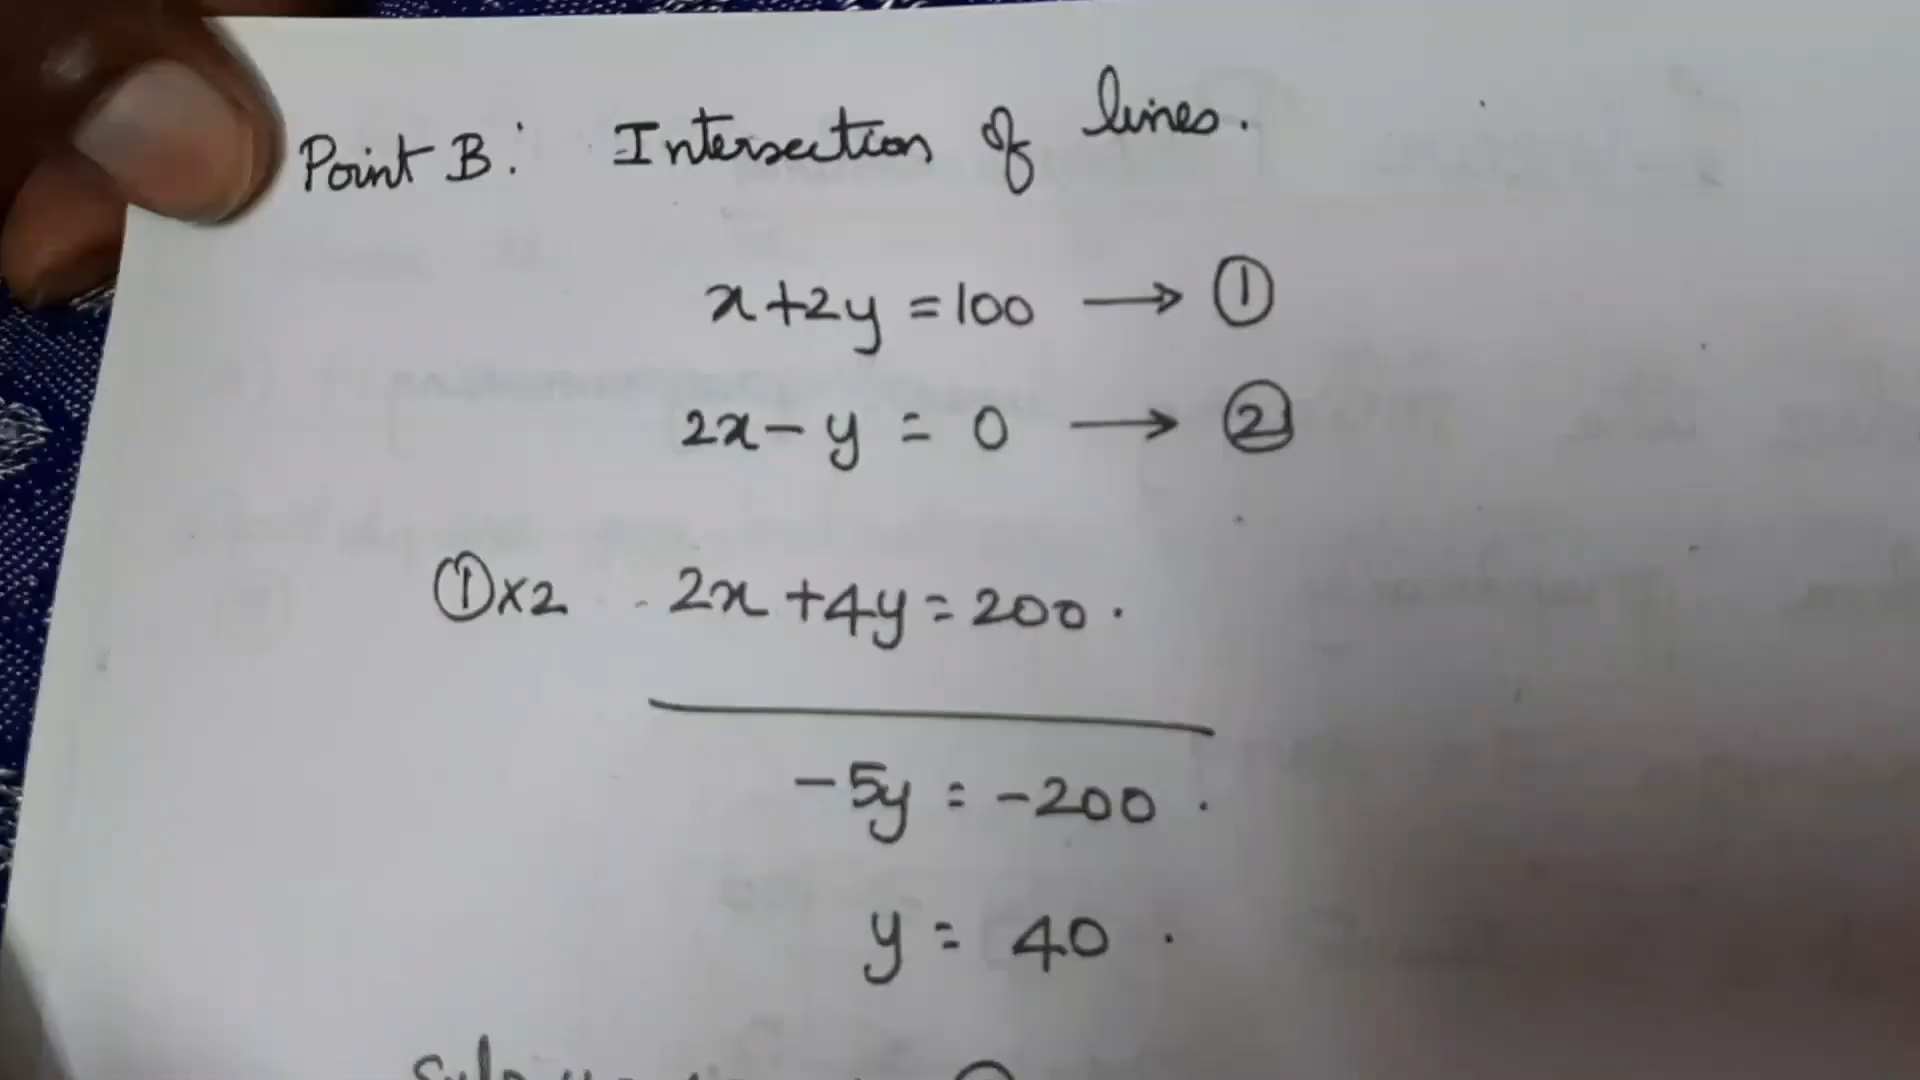 Point B: Intersection of lines.
x+2y = 100 → ①
2x - y = 0 → ②
①×2 2x + 4y = 200.
-5y = -200.
y = 40.